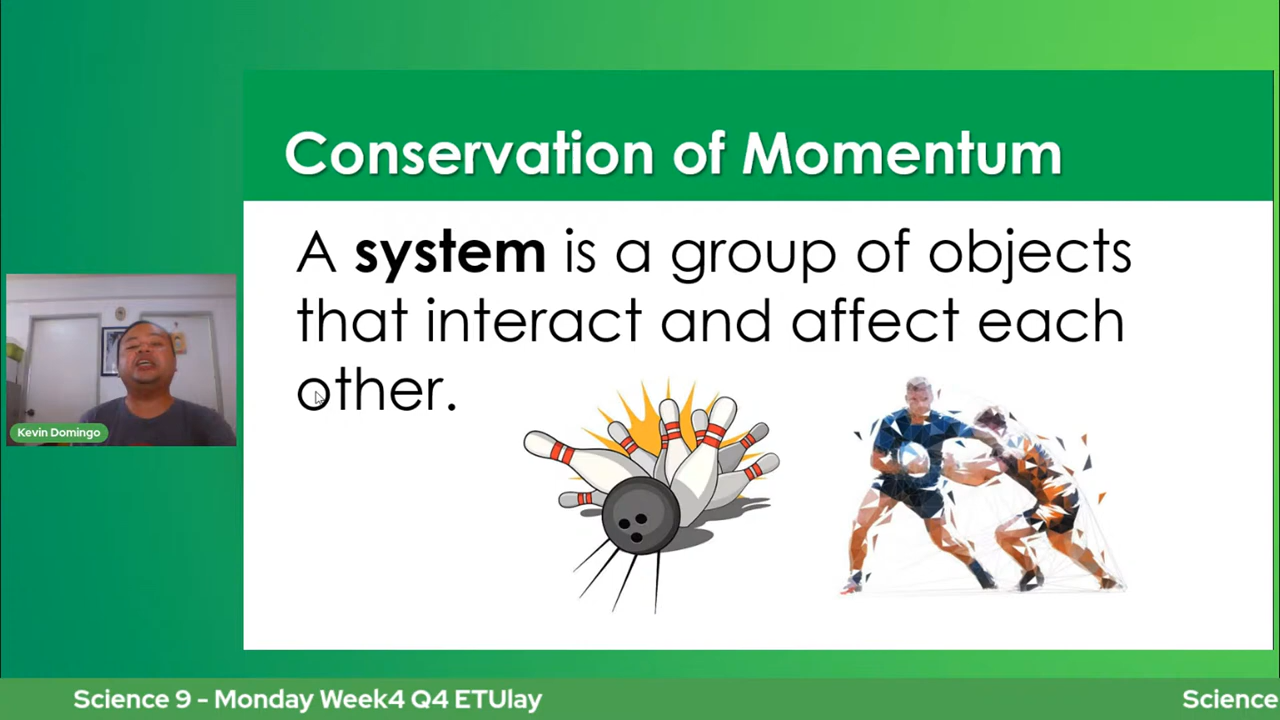 Conservation of Momentum
A system is a group of objects
that interact and affect each
other.
Kevin Domingo
Science 9 - Monday Week4 Q4 ETUlay
Science